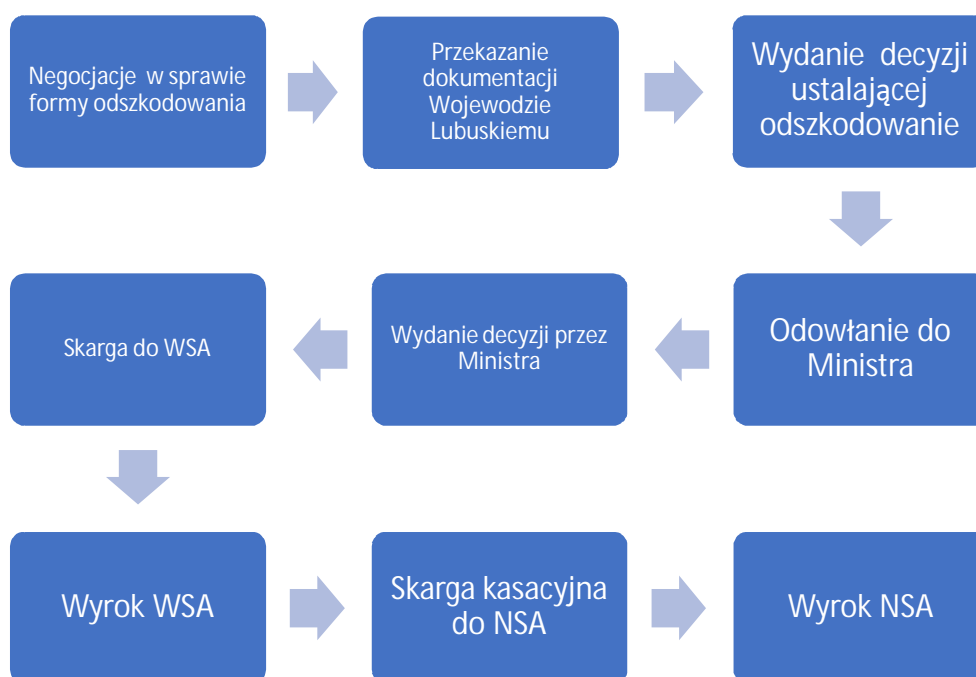 Negocjacje w sprawie
formy odszkodowania
Przekazanie
dokumentacji
Wojewodzie
Lubuskiemu
Wydanie decyzji
ustalającej
odszkodowanie
Odowłanie do
Ministra
Wydanie decyzji przez
Ministra
Skarga do WSA
Wyrok WSA
Skarga kasacyjna
do NSA
Wyrok NSA